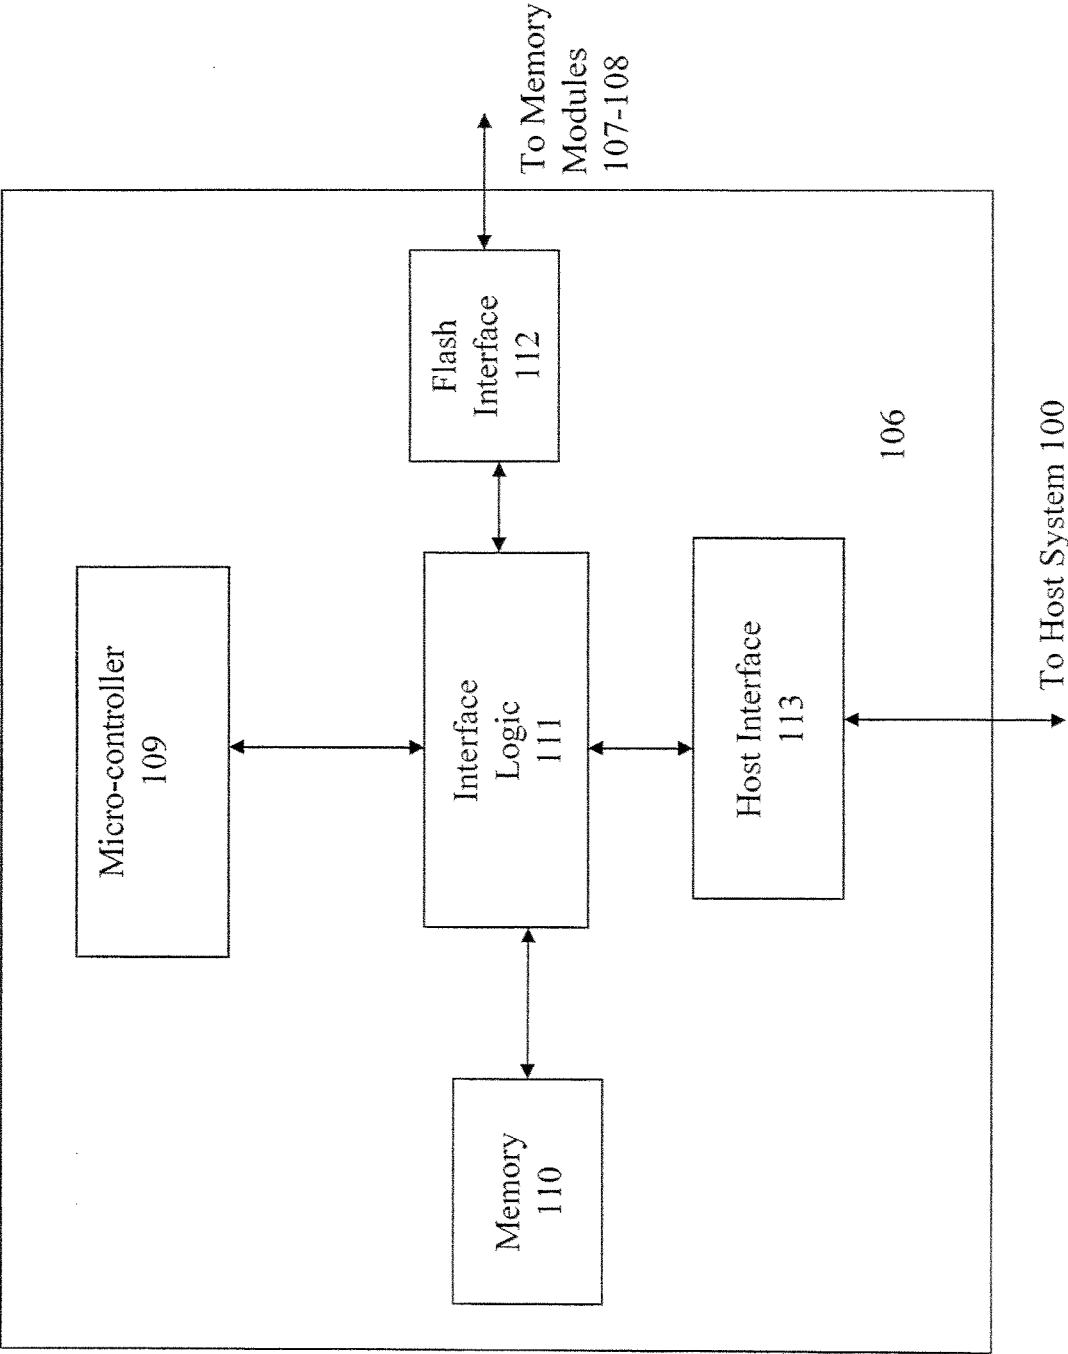 Micro-controller
109
Memory
110
Interface
Logic
111
Flash
Interface
112
To Memory
Modules
107-108
Host Interface
113
106
To Host System 100